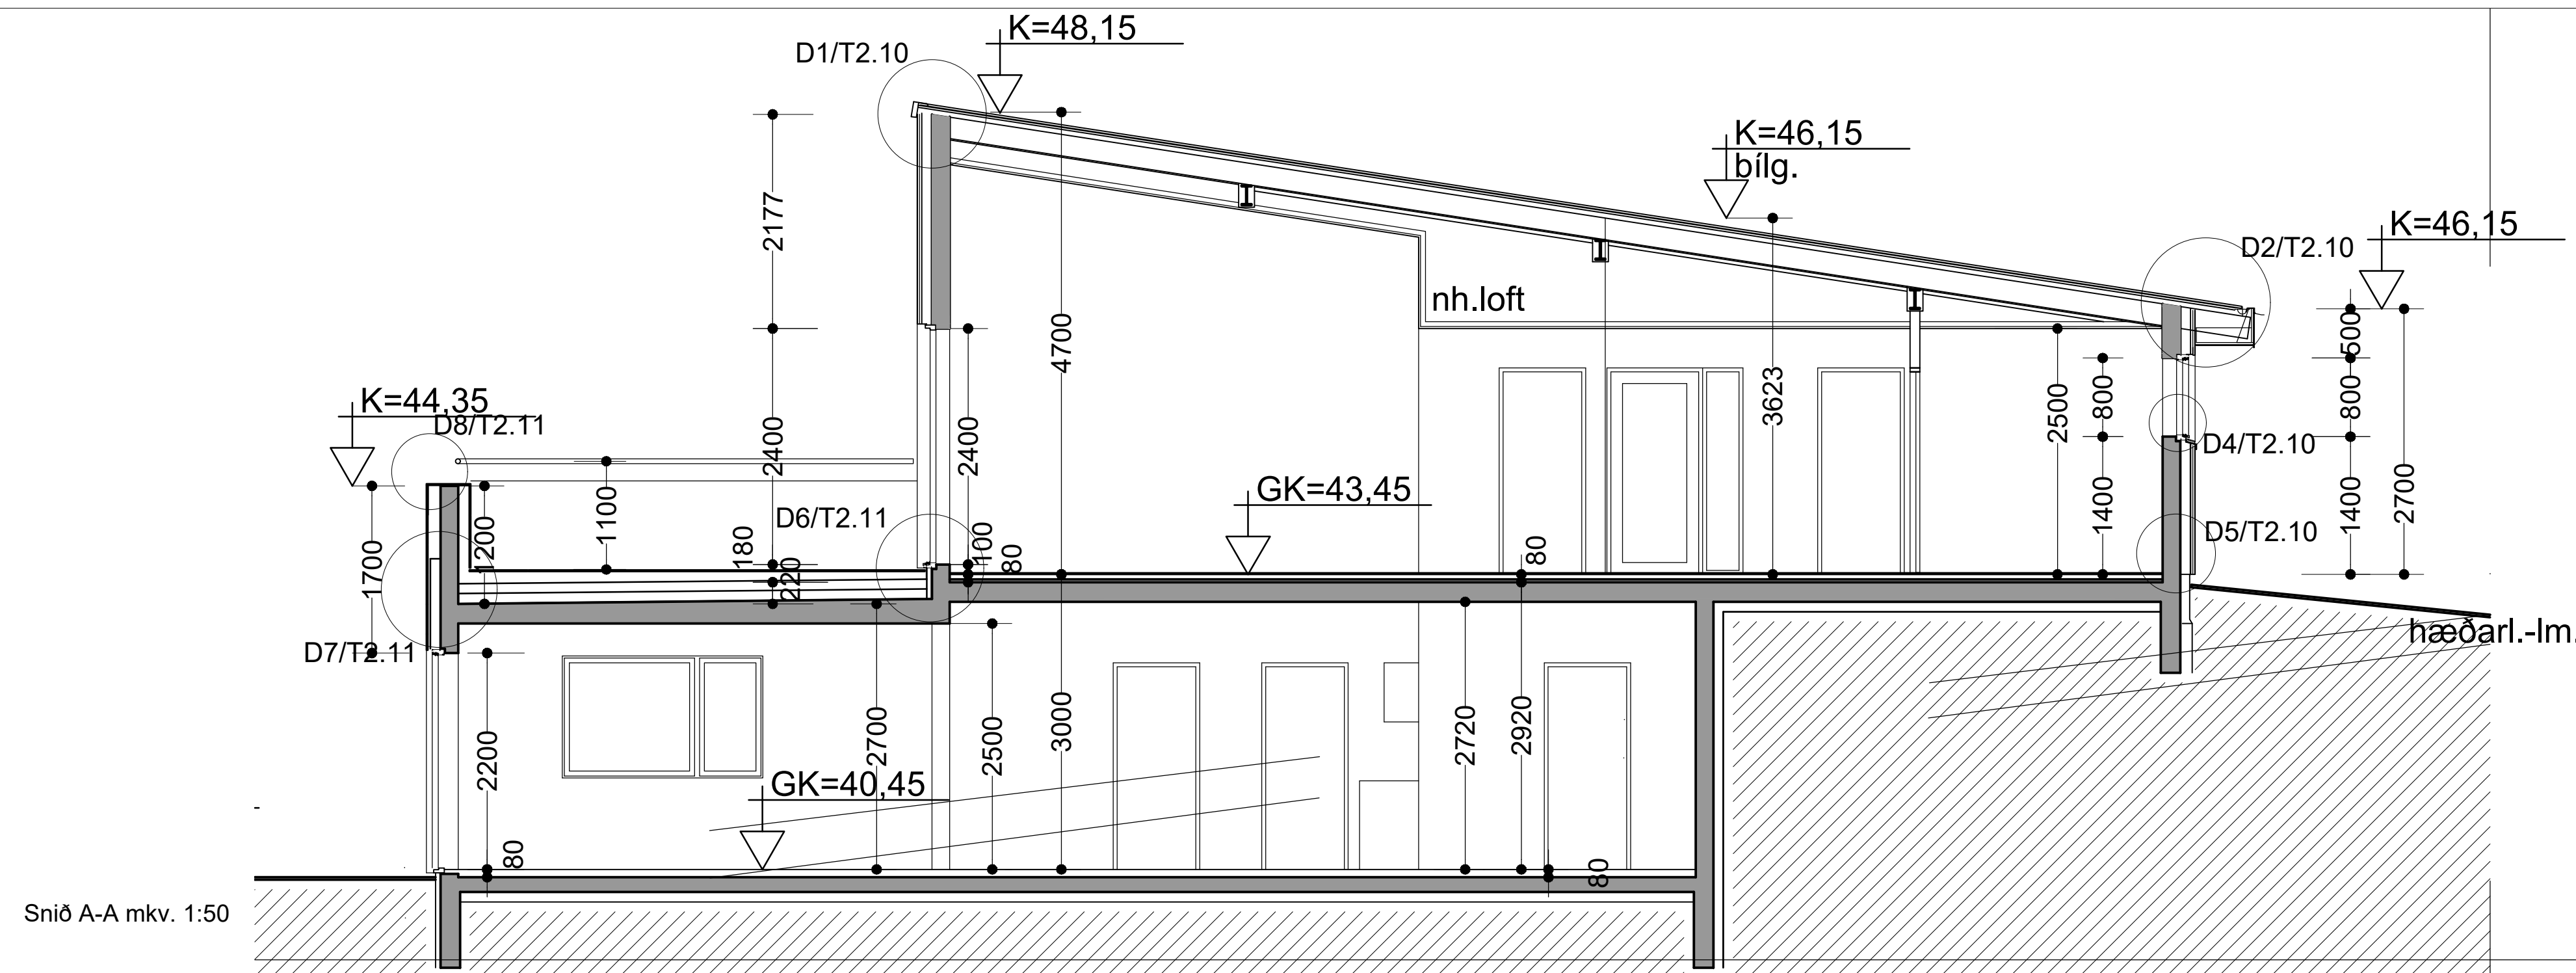 K=48,15
D1/T2.10
K=46,15
bílg.
K=46,15
D2/T2.10
2177
4700
nh.loft
500
3623
K=44,35
D8/T2.11
2400
2400
2500
800
800
D4/T2.10
GK=43,45
1100
1200
1700
180
D6/T2.11
220
100
80
80
1400
1400
2700
D5/T2.10
hæðarl.-lm.
D7/T2.11
2200
2700
2500
3000
2720
2920
GK=40,45
80
80
Snið A-A mkv. 1:50